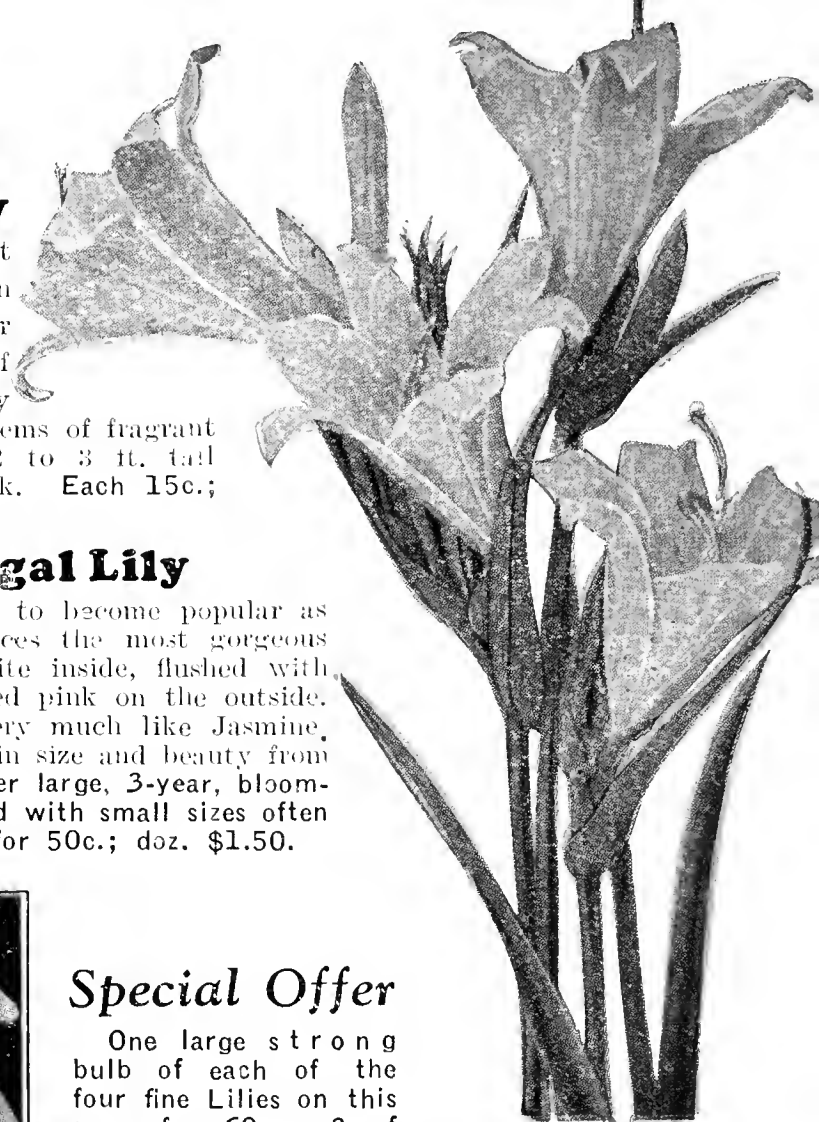 y
t
n
r
f
y
ems of fragrant
2 to 3 ft. tall
k. Each 15c.;
gal Lily
to become popular as
ces the most gorgeous
ite inside, flushed with
ed pink on the outside.
ery much like Jasmine.
in size and beauty from
er large, 3-year, bloom-
d with small sizes often
for 50c.; doz. $1.50.
Special Offer
One large strong
bulb of each of the
four fine Lilies on this